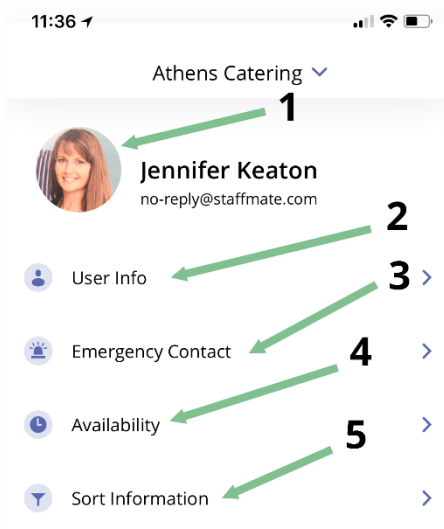 11:36
Athens Catering
1
Jennifer Keaton
no-reply@staffmate.com
2
User Info
3
Emergency Contact
4
Availability
5
Sort Information